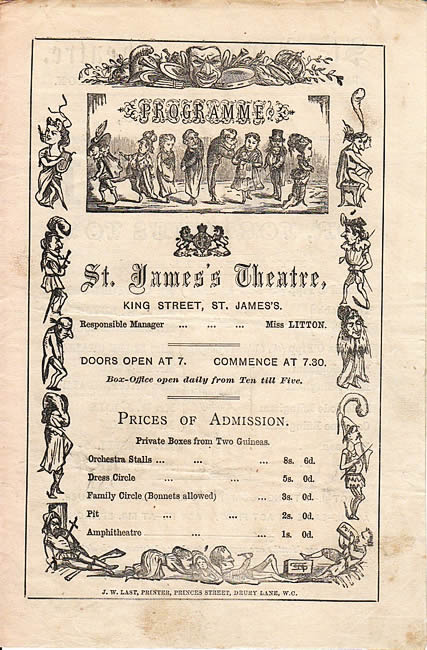 PROGRAMME
St. James's Theatre,
KING STREET, ST. JAMES'S.
Responsible Manager ... ... ... Miss LITTON.
DOORS OPEN AT 7. COMMENCE AT 7.30.
Box-Office open daily from Ten till Five.
PRICES OF ADMISSION.
Private Boxes from Two Guineas.
Orchestra Stalls ... ... ... 8s. 6d.
Dress Circle ... ... 5s. 0d.
Family Circle (Bonnets allowed) ... ... 3s. 0d.
Pit ... ... 2s. 0d.
Amphitheatre ... ... 1s. 0d.
J. W. LAST, PRINTER, PRINCES STREET, DRURY LANE, W.C.